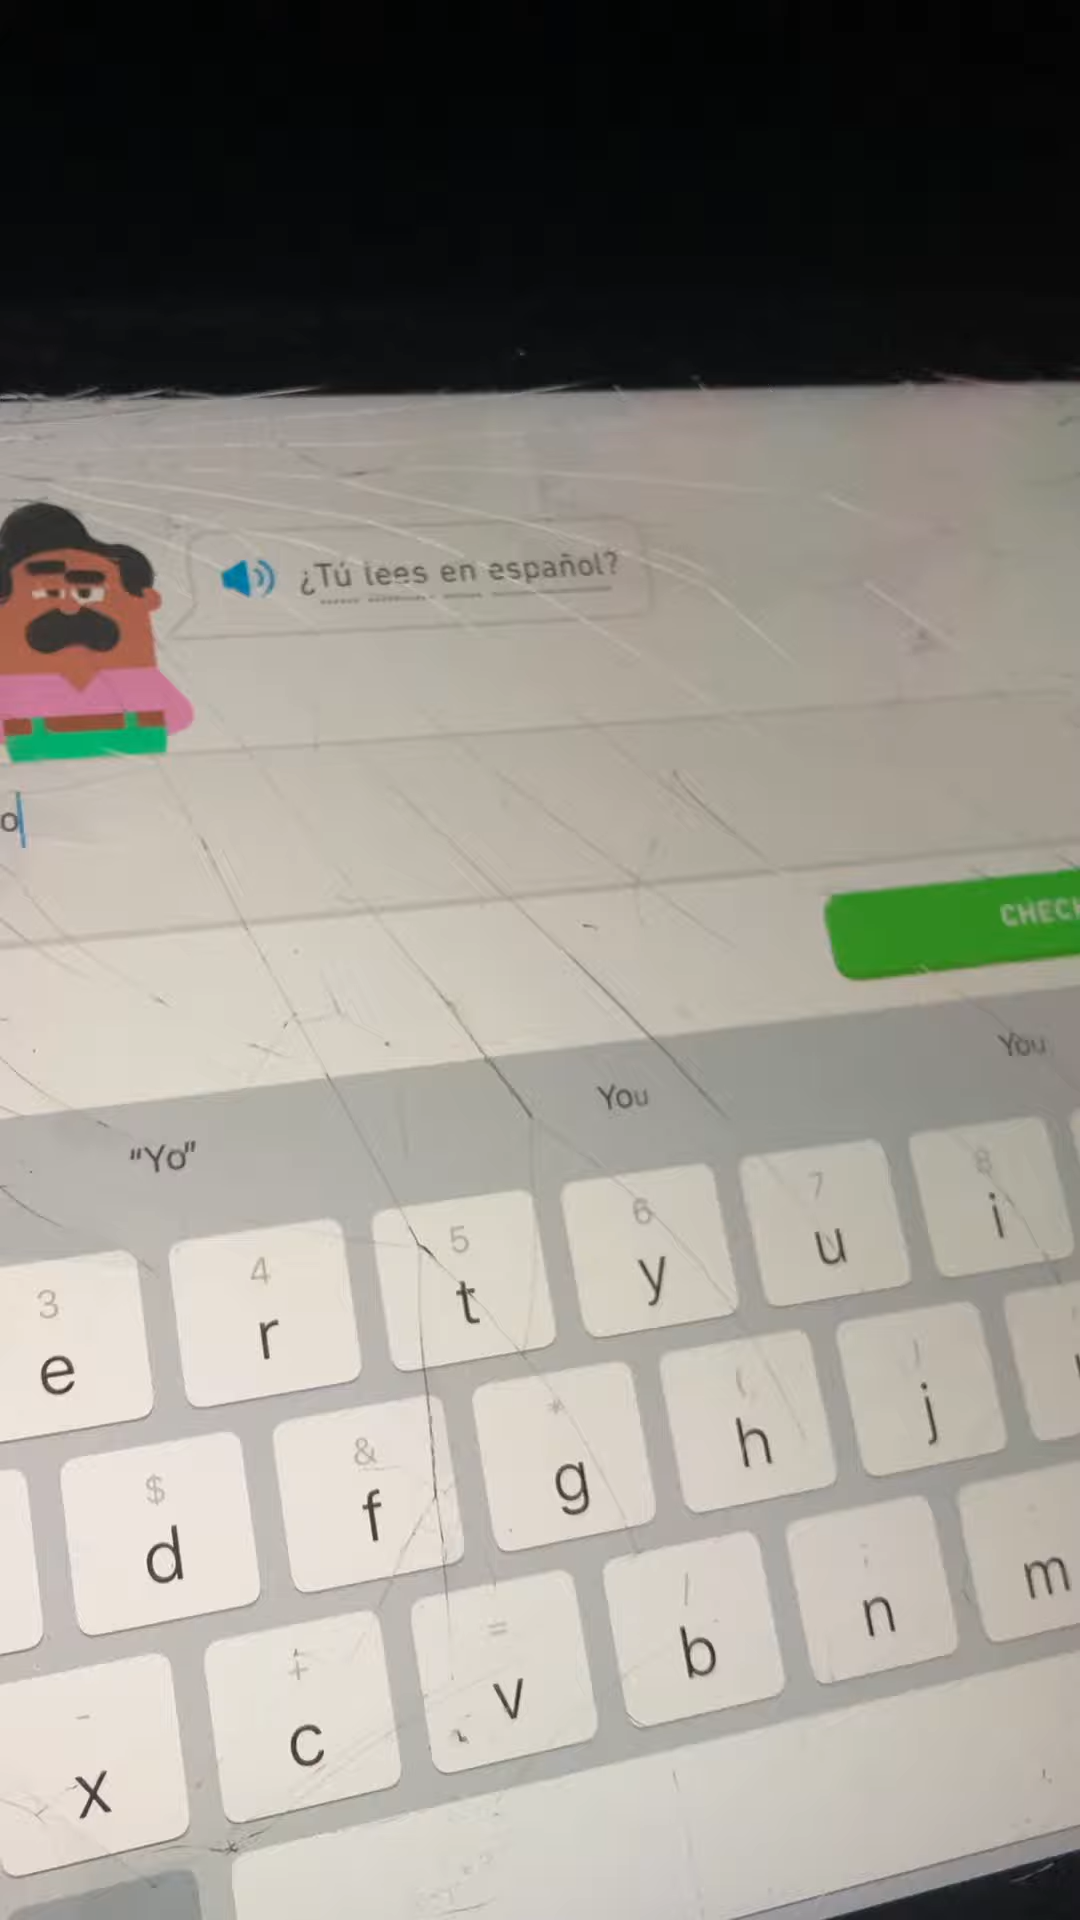 ¿Tú lees en español?
o
CHECK
"Yo" You You
3 4 5 6 7 8
e r t y u i
$ & * ( )
d f g h j
- + = / ;
x c v b n m